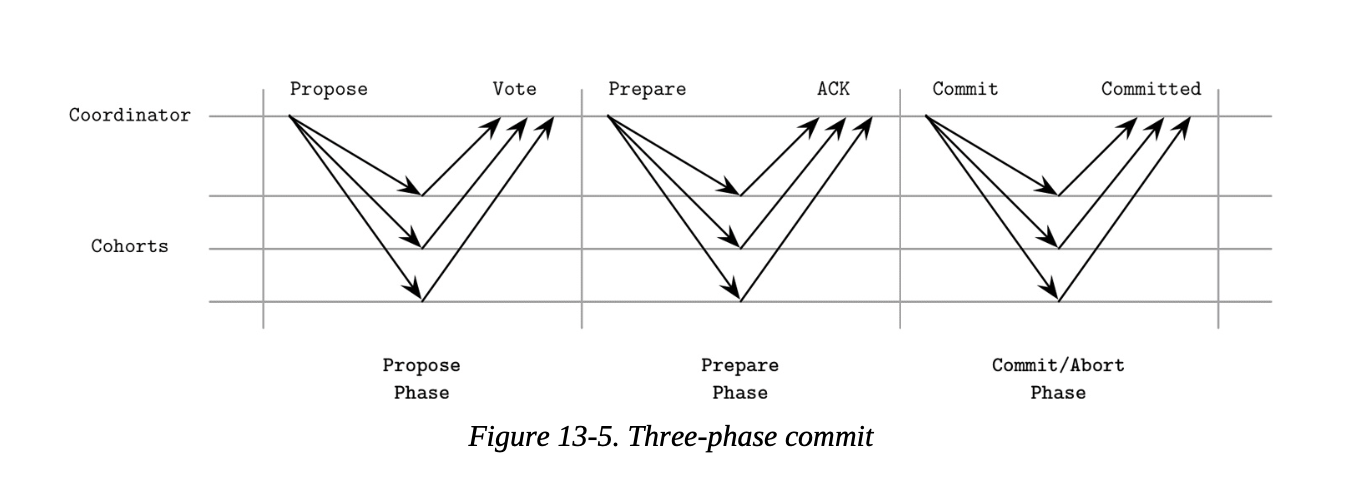 Propose Vote Prepare ACK Commit Committed
Coordinator
Cohorts
Propose Prepare Commit/Abort
Phase Phase Phase
Figure 13-5. Three-phase commit